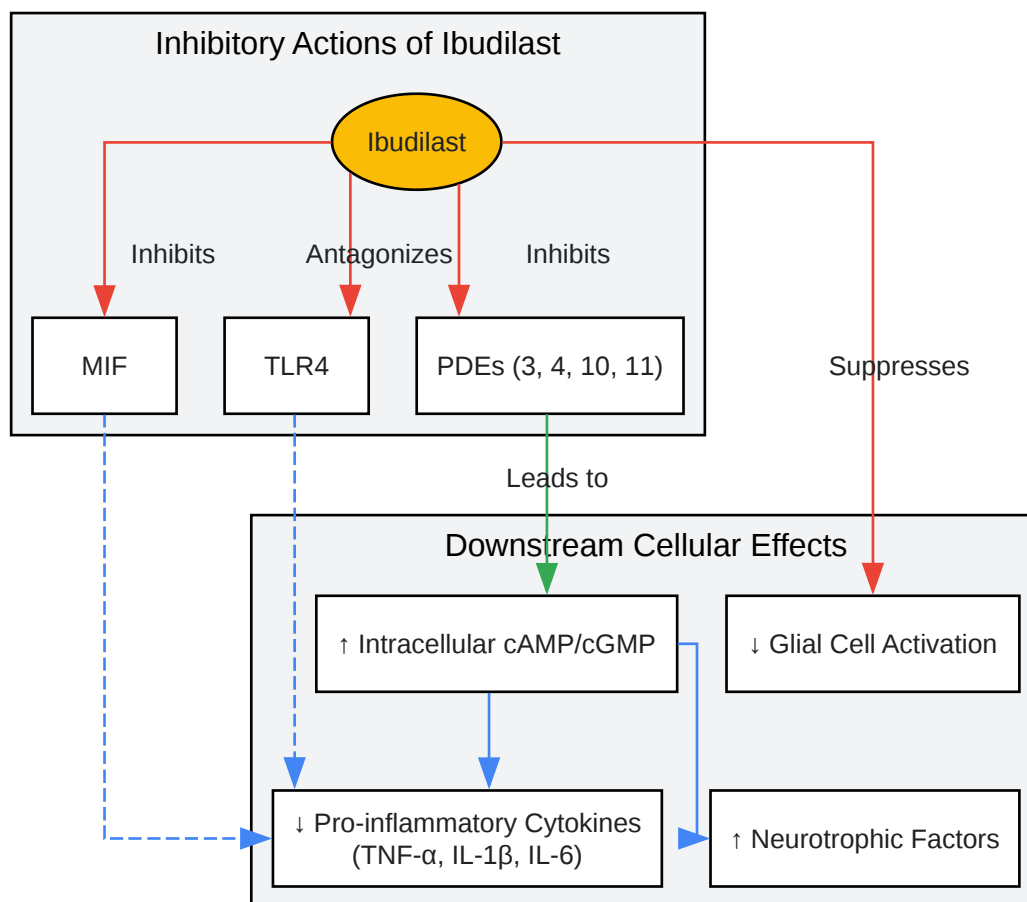 Inhibitory Actions of Ibudilast
Ibudilast
Inhibits
Antagonizes
Inhibits
MIF
TLR4
PDEs (3, 4, 10, 11)
Suppresses
Leads to
Downstream Cellular Effects
↑ Intracellular cAMP/cGMP
↓ Glial Cell Activation
↓ Pro-inflammatory Cytokines
(TNF-α, IL-1β, IL-6)
↑ Neurotrophic Factors